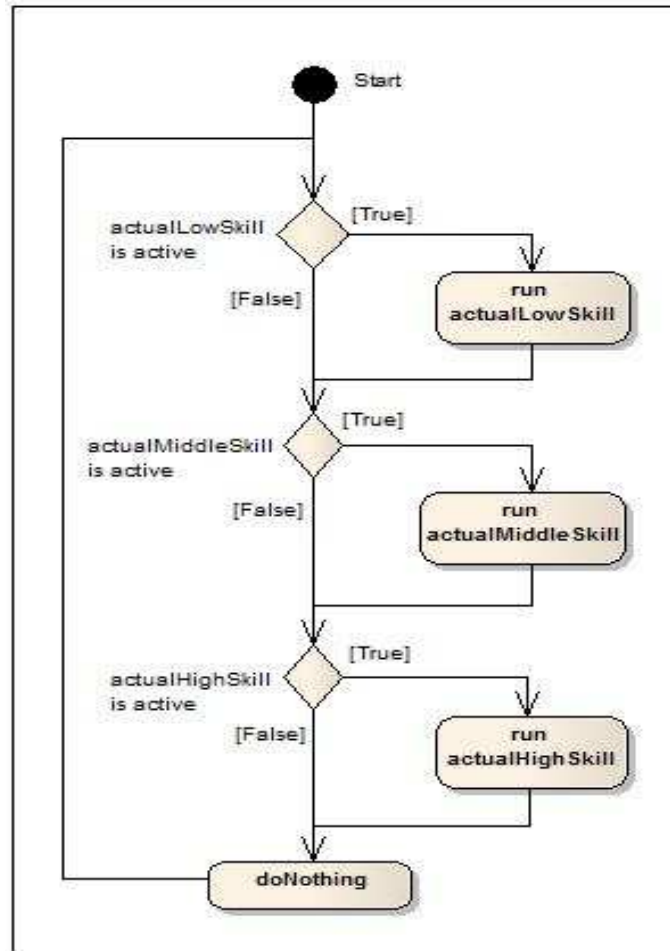 Start
actualLowSkill
is active
[True]
[False]
run
actualLowSkill
actualMiddleSkill
is active
[True]
[False]
run
actualMiddleSkill
actualHighSkill
is active
[True]
[False]
run
actualHighSkill
doNothing